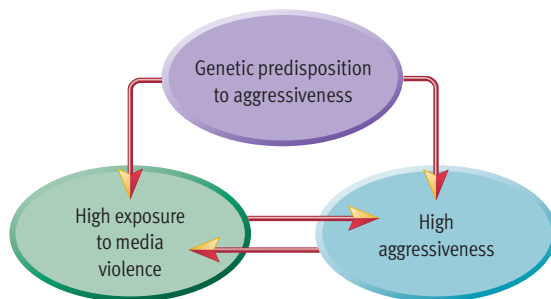 Genetic predisposition
to aggressiveness
High exposure
to media
violence
High
aggressiveness